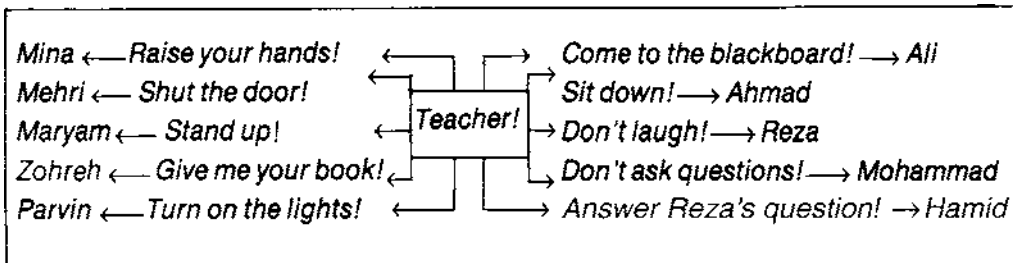 Mina ← Raise your hands! Come to the blackboard! → Ali
Mehri ← Shut the door! Sit down! → Ahmad
Maryam ← Stand up! Teacher! Don't laugh! → Reza
Zohreh ← Give me your book! Don't ask questions! → Mohammad
Parvin ← Turn on the lights! Answer Reza's question! → Hamid